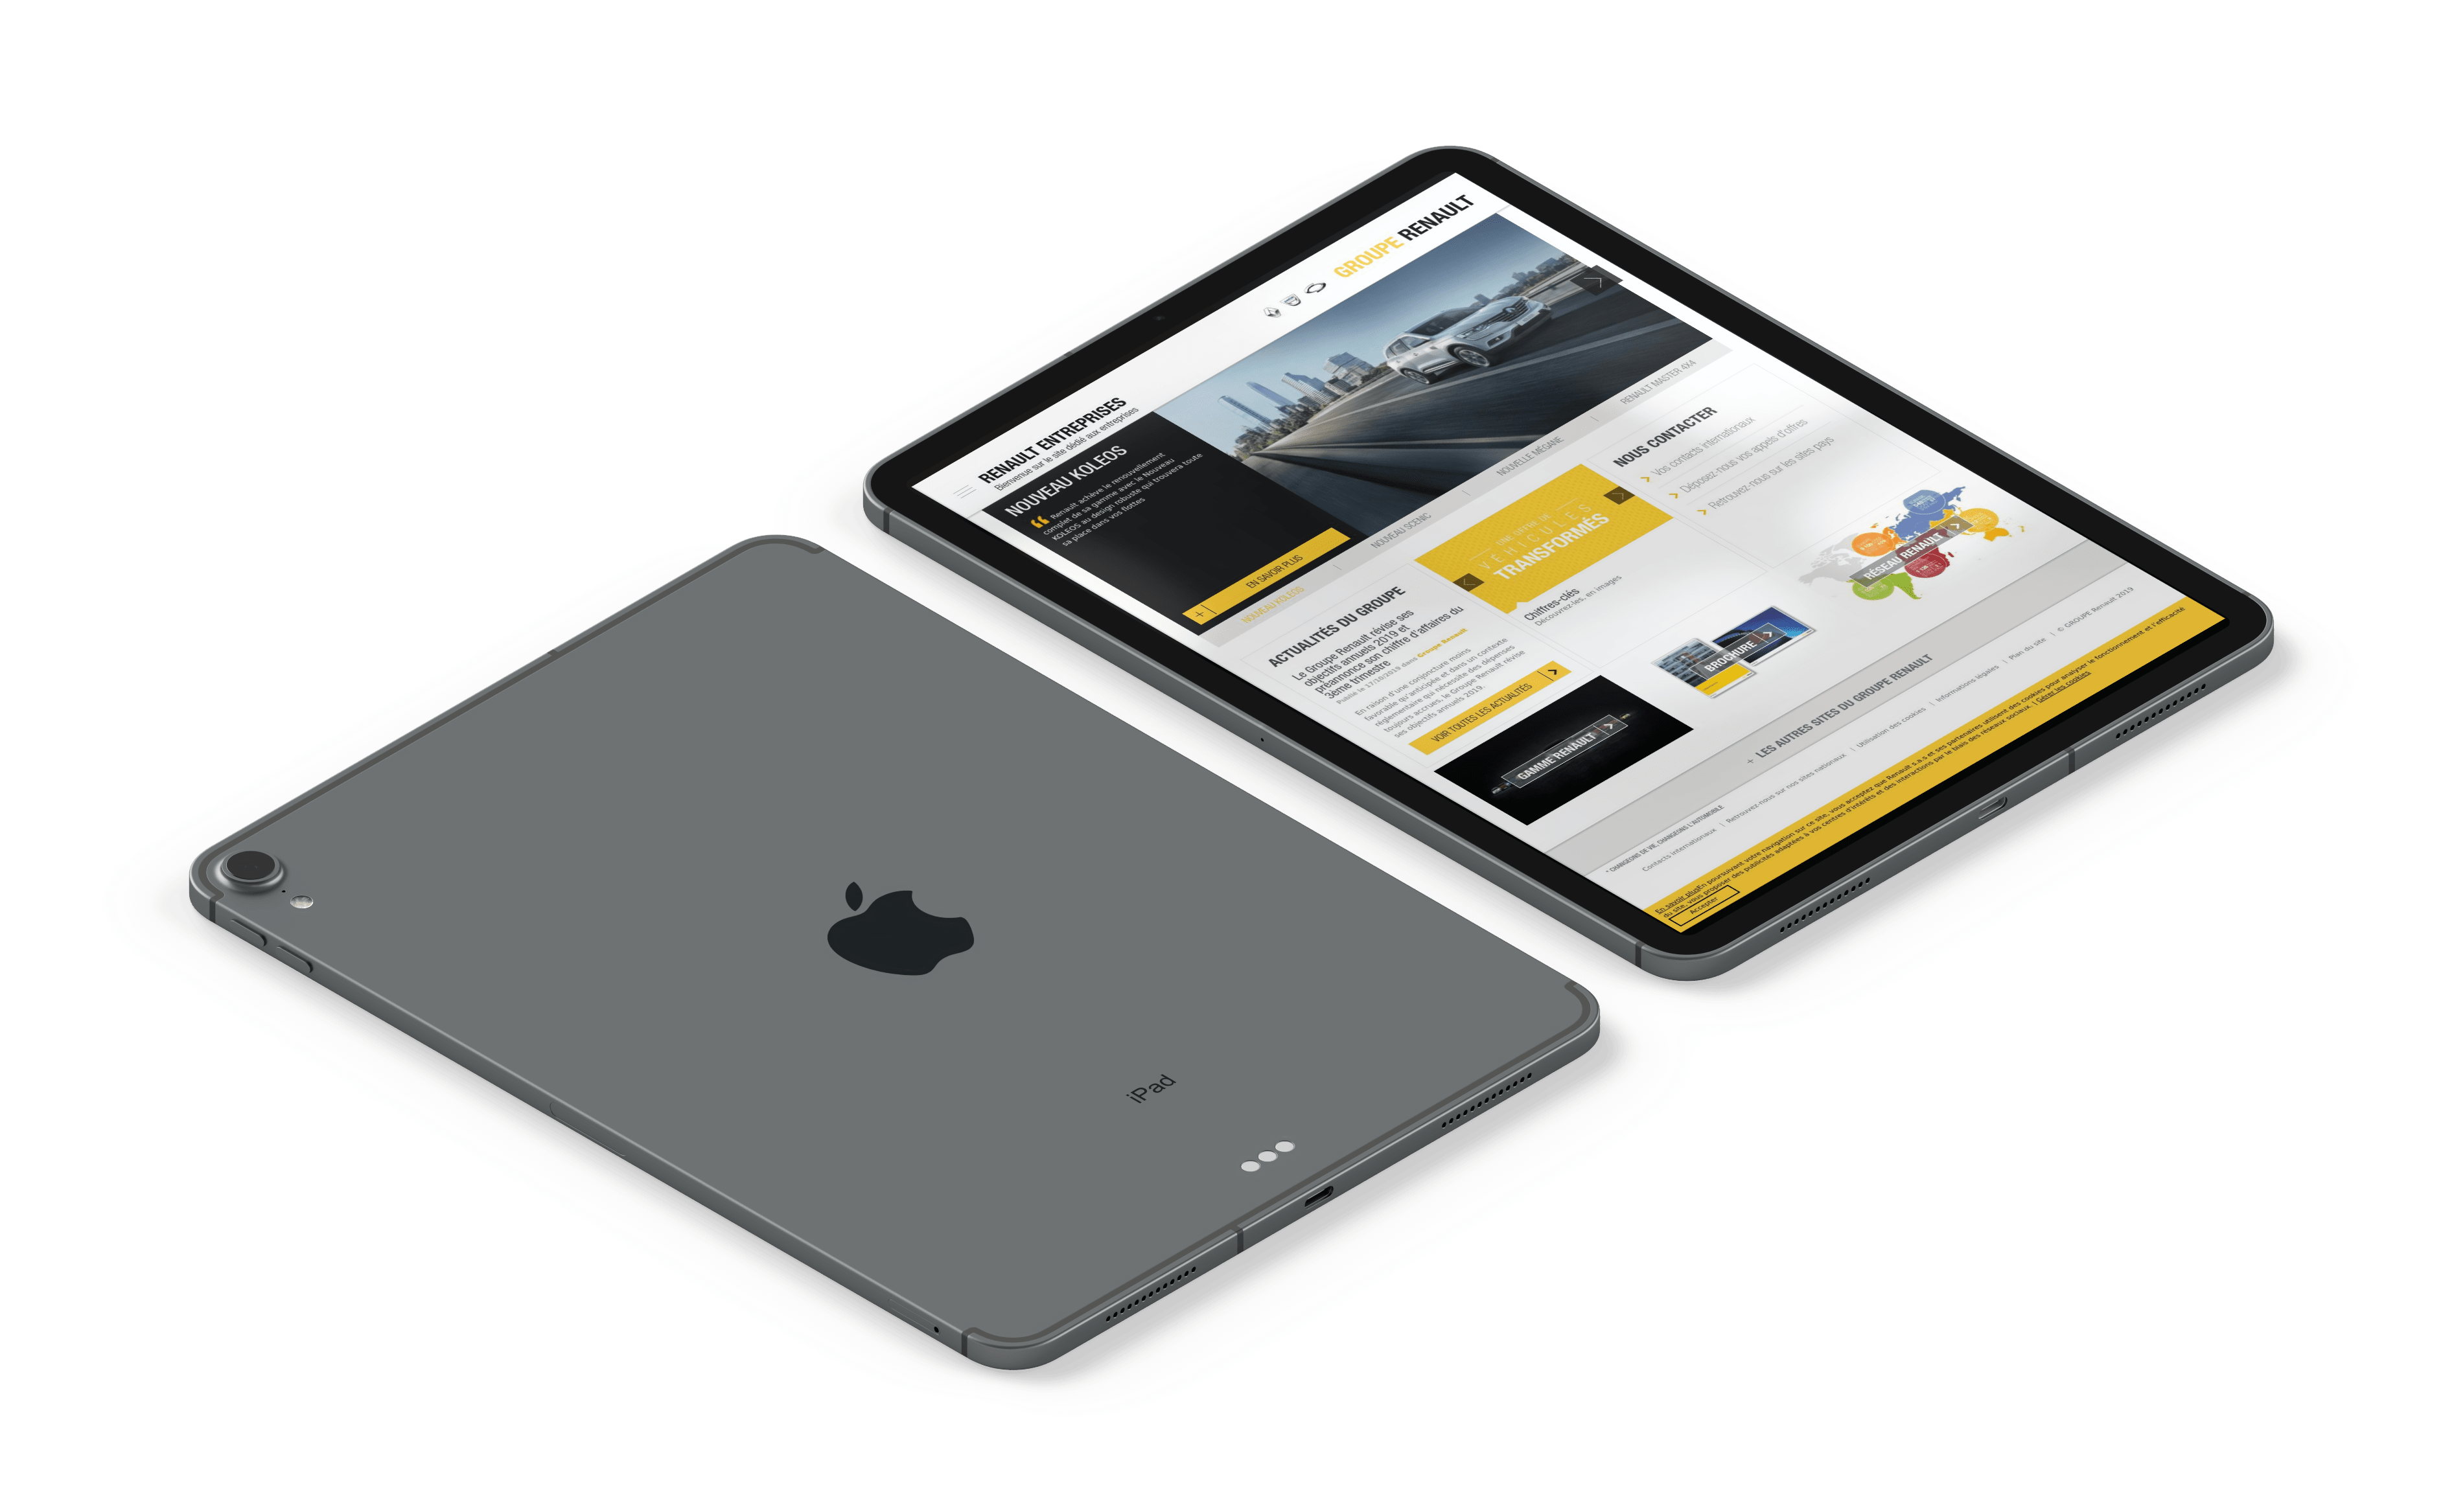 RENAULT ENTREPRISES
Bienvenue sur le site dédié aux entreprises
GROUPE RENAULT
NOUVEAU KOLEOS
“ Renault achève le renouvellement
complet de sa gamme avec le Nouveau
KOLEOS au design robuste qui trouvera toute
sa place dans vos flottes
+ EN SAVOIR PLUS
NOUVEAU KOLEOS
NOUVEAU SCENIC
NOUVELLE MEGANE
RENAULT MASTER 4X4
ACTUALITÉS DU GROUPE
Le Groupe Renault révise ses
objectifs annuels 2019 et
préannonce son chiffre d'affaires du
3ème trimestre
Publié le 17/10/2019 dans Groupe Renault
En raison d'une conjoncture moins
favorable qu'anticipée et dans un contexte
réglementaire qui nécessite des dépenses
toujours accrues, le Groupe Renault révise
ses objectifs annuels 2019.
VOIR TOUTES LES ACTUALITÉS
VÉHICULES
TRANSFORMÉS
Chiffres-clés
Découvrez-les, en images
NOUS CONTACTER
Vos contacts internationaux
Déposez-nous vos appels d'offres
Retrouvez-nous sur les sites pays
GAMME RENAULT
BROCHURE
RÉSEAU RENAULT
+ LES AUTRES SITES DU GROUPE RENAULT
* CHANGEONS DE VIE, CHANGEONS L'AUTOMOBILE
Contacts internationaux | Retrouvez-nous sur nos sites nationaux | Utilisation des cookies | Informations légales | Plan du site | © GROUPE Renault 2019
En savoir plus En poursuivant votre navigation sur ce site, vous acceptez que Renault s.a.s et ses partenaires utilisent des cookies pour analyser le fonctionnement et l'efficacité
du site, vous proposer des publicités adaptées à vos centres d'intérêts et des interactions par le biais des réseaux sociaux. | Gérer les cookies
Accepter
iPad